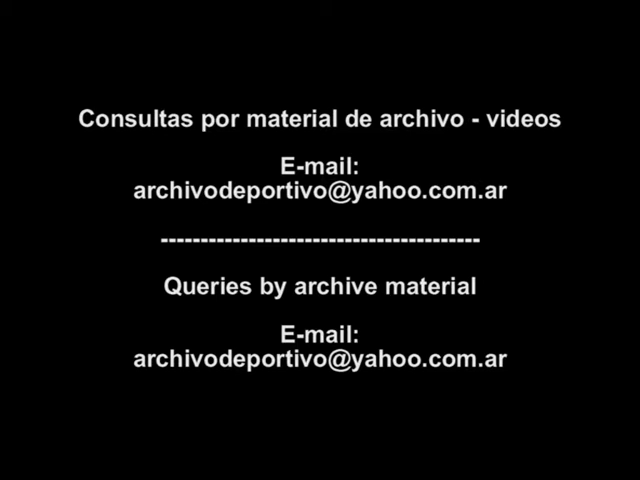 Consultas por material de archivo - videos
E-mail:
archivodeportivo@yahoo.com.ar
----------------------------------------
Queries by archive material
E-mail:
archivodeportivo@yahoo.com.ar